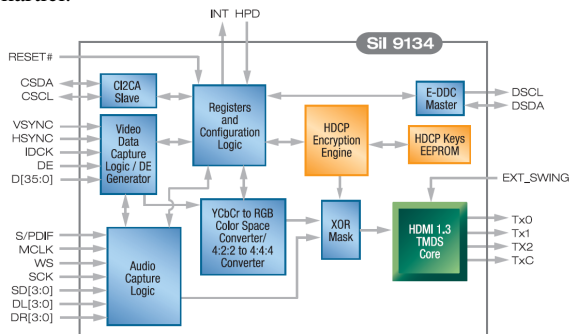 INT HPD
SiI 9134
RESET#
CSDA
CSCL
CI2CA
Slave
E-DDC
Master
DSCL
DSDA
Registers
and
Configuration
Logic
VSYNC
HSYNC
IDCK
DE
D[35:0]
Video
Data
Capture
Logic / DE
Generator
HDCP
Encryption
Engine
HDCP Keys
EEPROM
EXT_SWING
YCbCr to RGB
Color Space
Converter/
4:2:2 to 4:4:4
Converter
XOR
Mask
HDMI 1.3
TMDS
Core
Tx0
Tx1
TX2
TxC
S/PDIF
MCLK
WS
SCK
SD[3:0]
DL[3:0]
DR[3:0]
Audio
Capture
Logic